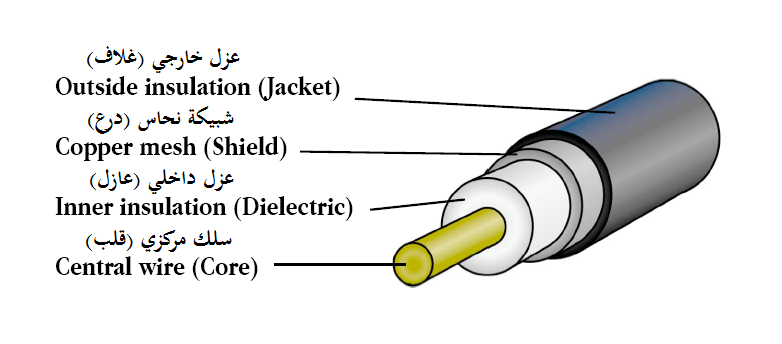 عزل خارجي (غلاف)
Outside insulation (Jacket)
شبيكة نحاس (درع)
Copper mesh (Shield)
عزل داخلي (عازل)
Inner insulation (Dielectric)
سلك مركزي (قلب)
Central wire (Core)